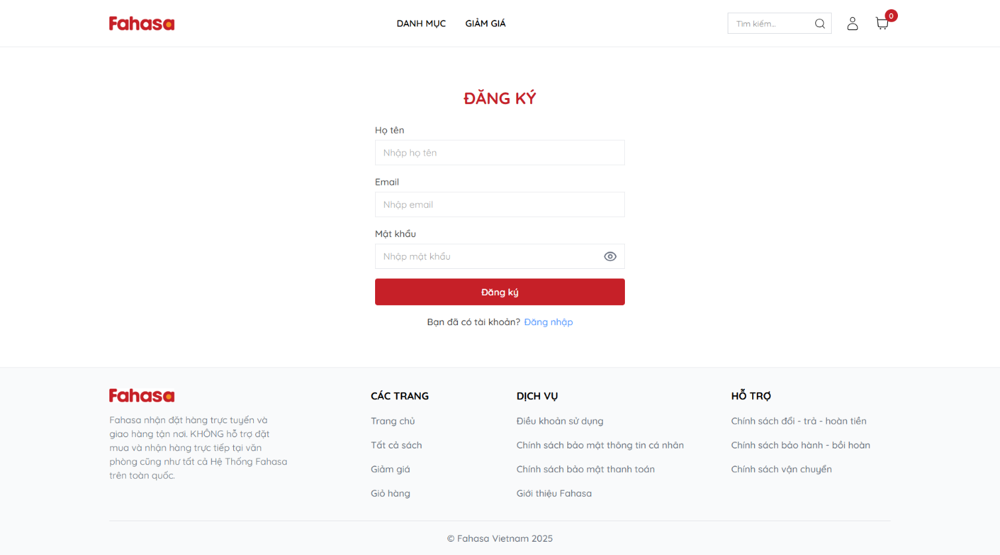 Fahasa
DANH MỤC
GIẢM GIÁ
Tìm kiếm...
0
ĐĂNG KÝ
Họ tên
Nhập họ tên
Email
Nhập email
Mật khẩu
Nhập mật khẩu
Đăng ký
Bạn đã có tài khoản? Đăng nhập
Fahasa
Fahasa nhận đặt hàng trực tuyến và
giao hàng tận nơi. KHÔNG hỗ trợ đặt
mua và nhận hàng trực tiếp tại văn
phòng cũng như tất cả Hệ Thống Fahasa
trên toàn quốc.
CÁC TRANG
Trang chủ
Tất cả sách
Giảm giá
Giỏ hàng
DỊCH VỤ
Điều khoản sử dụng
Chính sách bảo mật thông tin cá nhân
Chính sách bảo mật thanh toán
Giới thiệu Fahasa
HỖ TRỢ
Chính sách đổi - trả - hoàn tiền
Chính sách bảo hành - bồi hoàn
Chính sách vận chuyển
© Fahasa Vietnam 2025